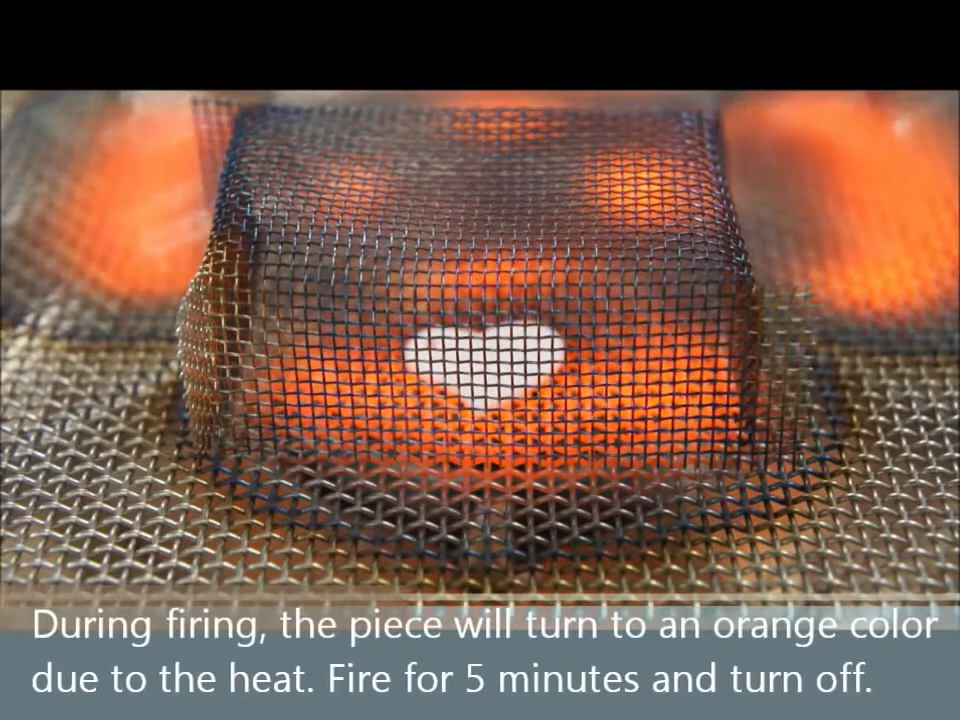 During firing, the piece will turn to an orange color
due to the heat. Fire for 5 minutes and turn off.